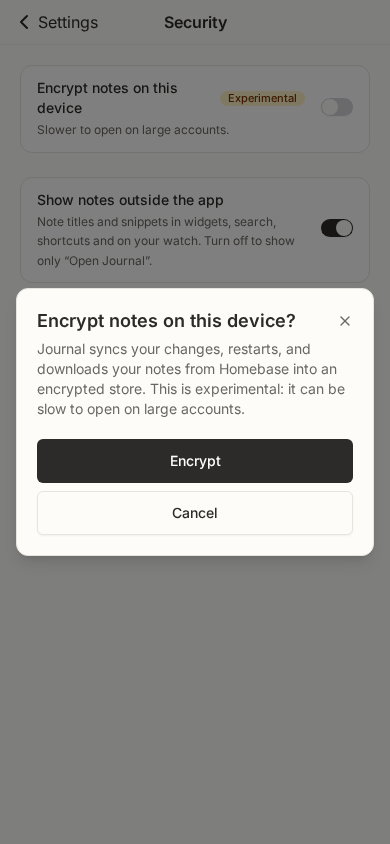 Settings
Security
Encrypt notes on this
device
Experimental
Slower to open on large accounts.
Show notes outside the app
Note titles and snippets in widgets, search,
shortcuts and on your watch. Turn off to show
only “Open Journal”.
Encrypt notes on this device?
Journal syncs your changes, restarts, and
downloads your notes from Homebase into an
encrypted store. This is experimental: it can be
slow to open on large accounts.
Encrypt
Cancel